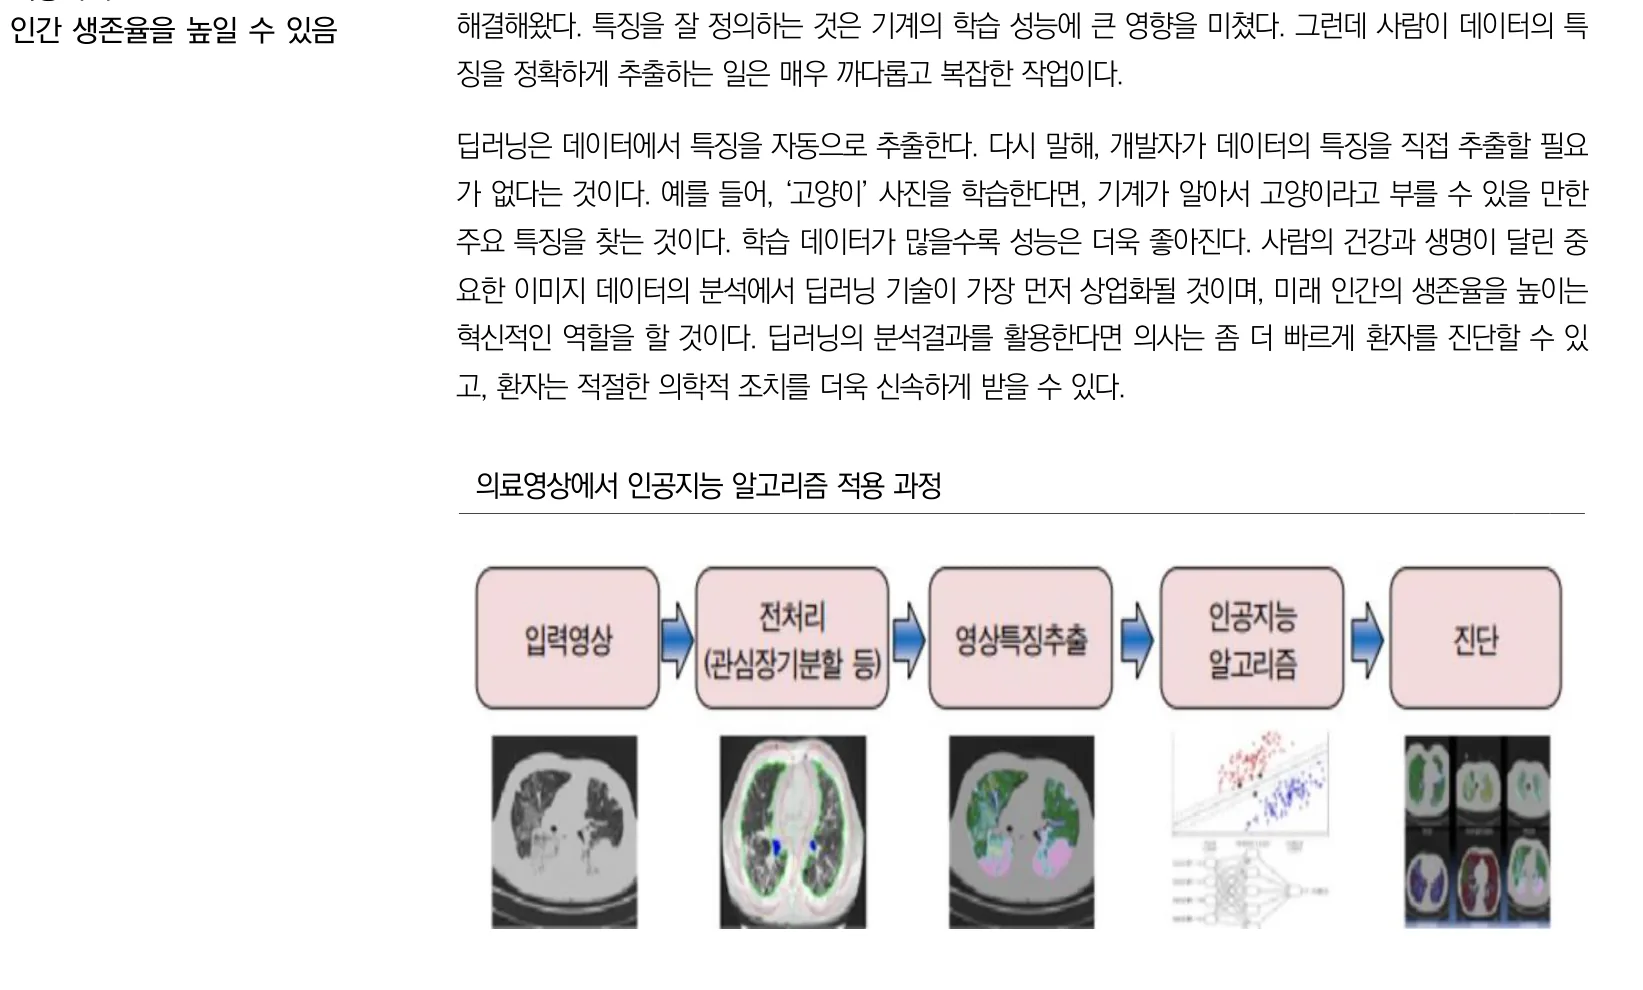 인간 생존율을 높일 수 있음
해결해왔다. 특징을 잘 정의하는 것은 기계의 학습 성능에 큰 영향을 미쳤다. 그런데 사람이 데이터의 특
징을 정확하게 추출하는 일은 매우 까다롭고 복잡한 작업이다.
딥러닝은 데이터에서 특징을 자동으로 추출한다. 다시 말해, 개발자가 데이터의 특징을 직접 추출할 필요
가 없다는 것이다. 예를 들어, ‘고양이’ 사진을 학습한다면, 기계가 알아서 고양이라고 부를 수 있을 만한
주요 특징을 찾는 것이다. 학습 데이터가 많을수록 성능은 더욱 좋아진다. 사람의 건강과 생명이 달린 중
요한 이미지 데이터의 분석에서 딥러닝 기술이 가장 먼저 상업화될 것이며, 미래 인간의 생존율을 높이는
혁신적인 역할을 할 것이다. 딥러닝의 분석결과를 활용한다면 의사는 좀 더 빠르게 환자를 진단할 수 있
고, 환자는 적절한 의학적 조치를 더욱 신속하게 받을 수 있다.
의료영상에서 인공지능 알고리즘 적용 과정
입력영상
전처리
(관심장기분할 등)
영상특징추출
인공지능
알고리즘
진단